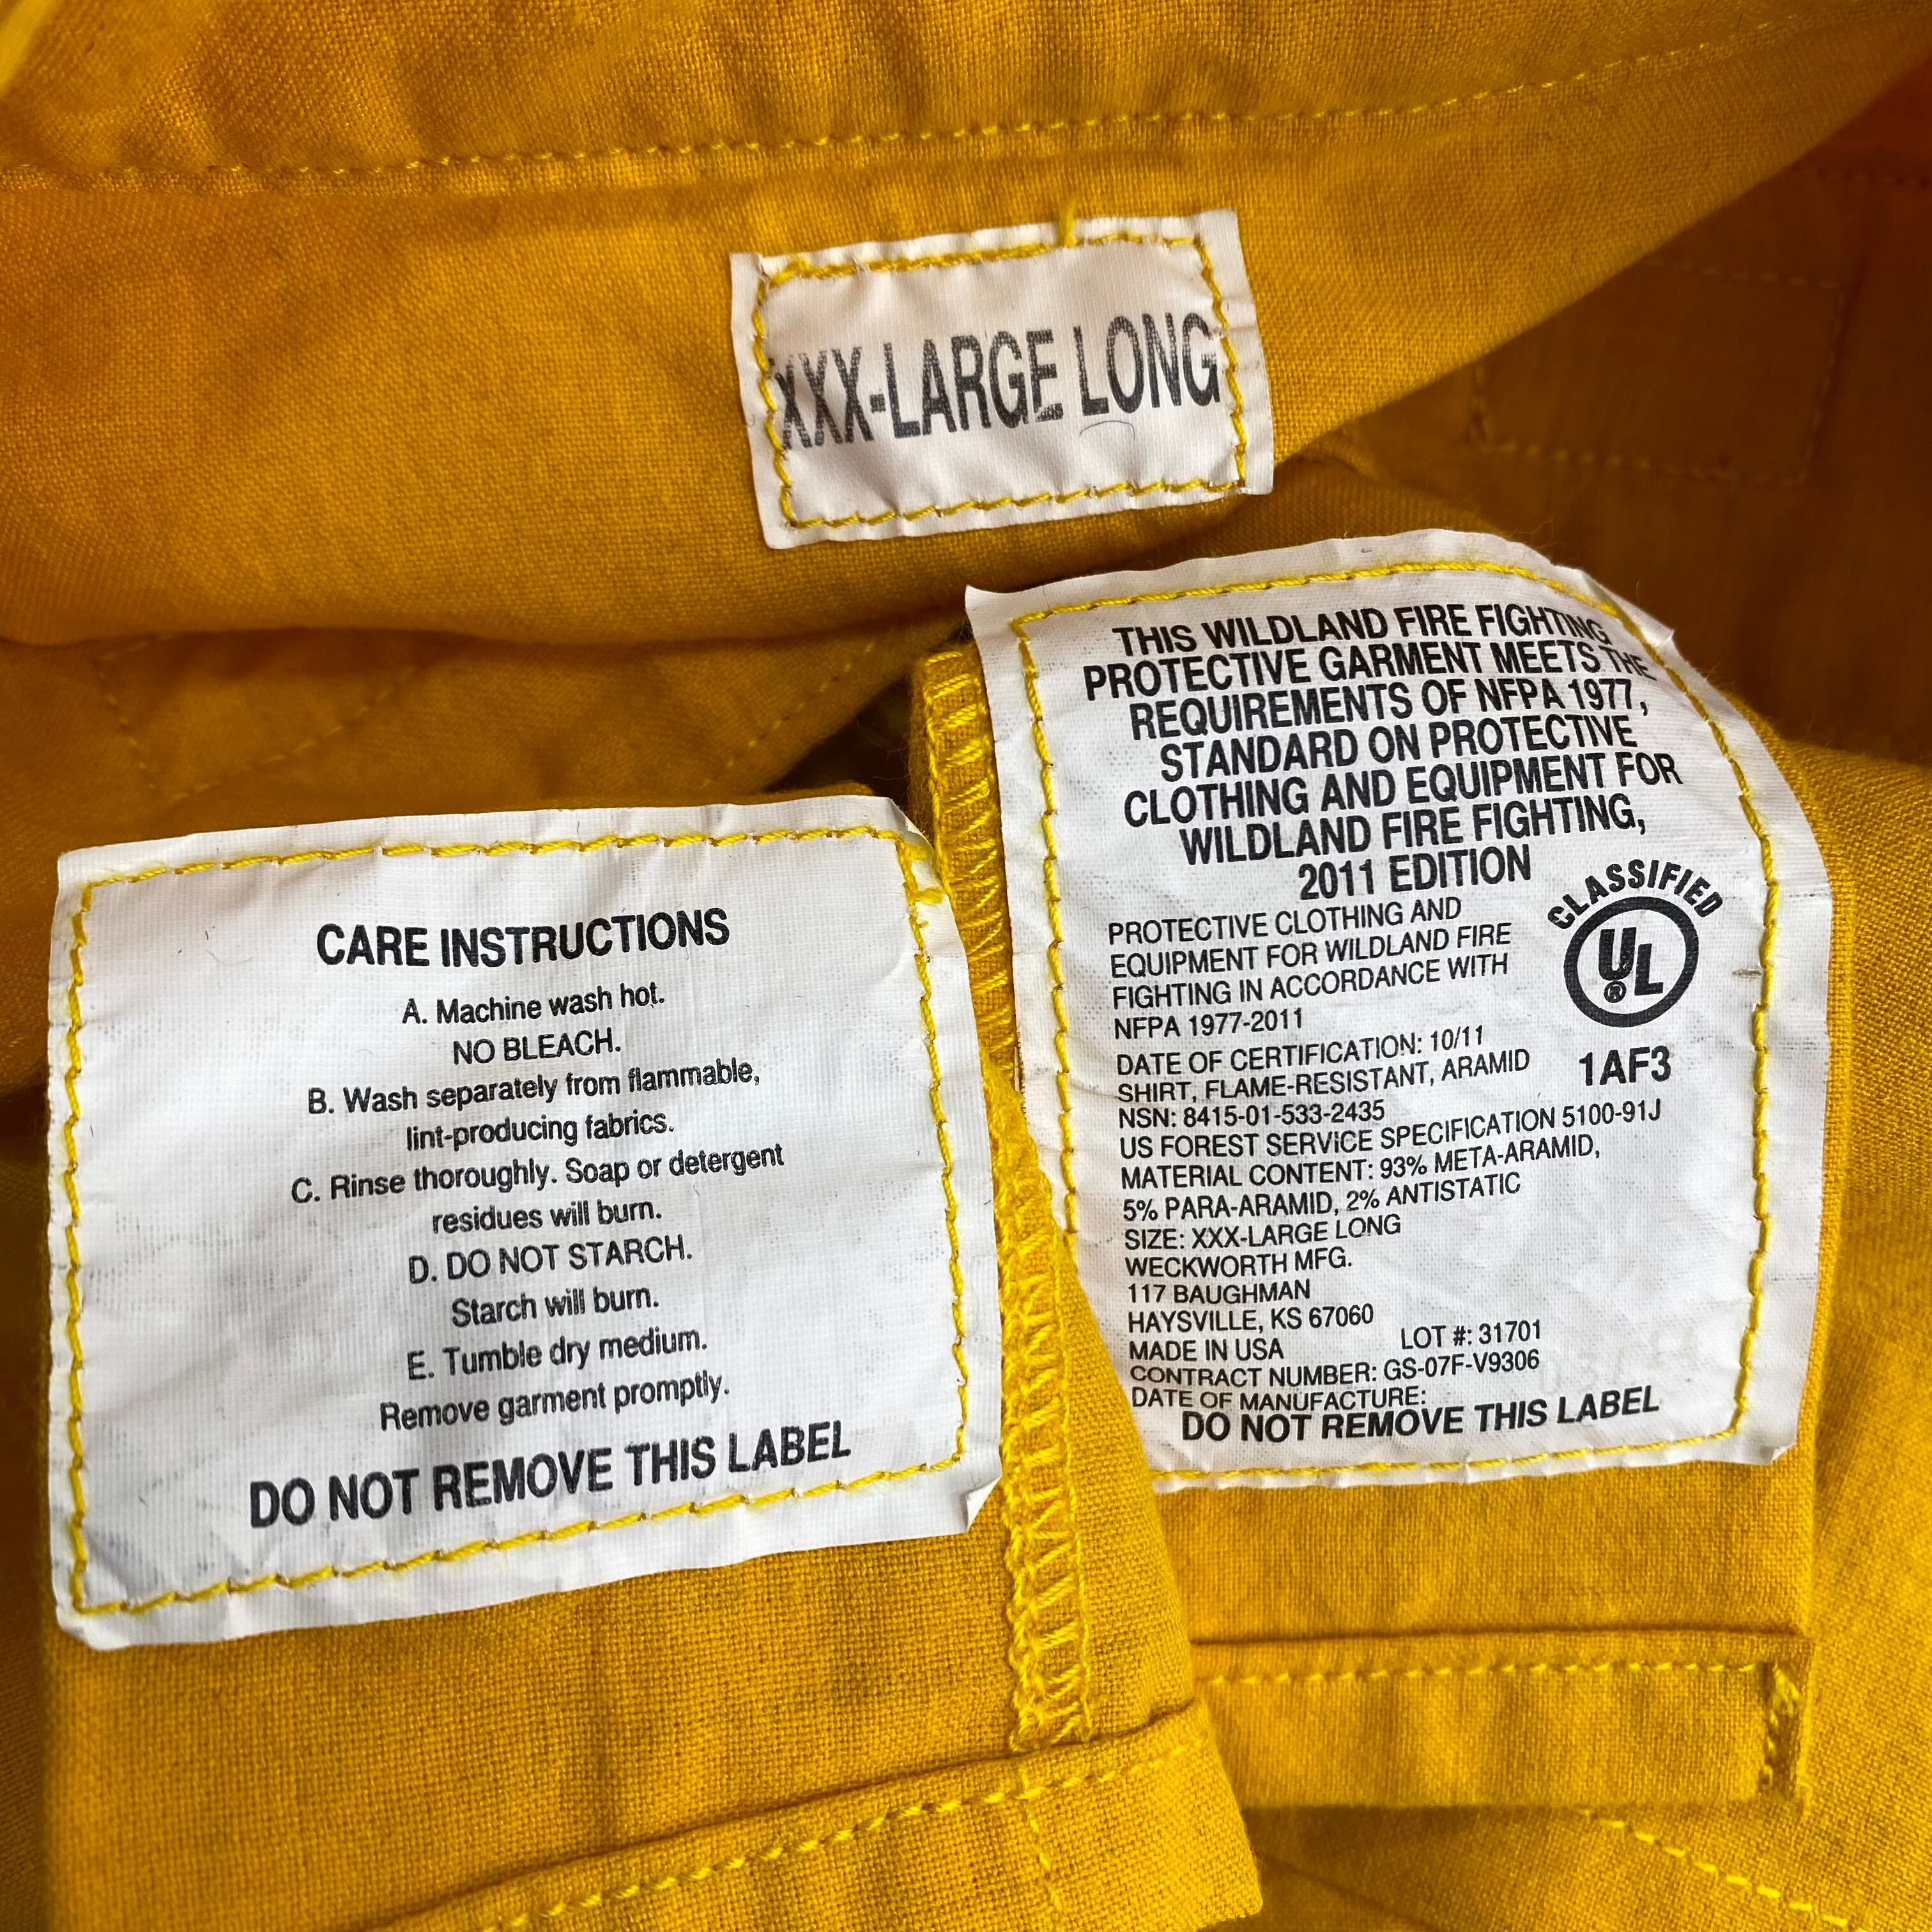 XXX-LARGE LONG
THIS WILDLAND FIRE FIGHTING
PROTECTIVE GARMENT MEETS THE
REQUIREMENTS OF NFPA 1977,
STANDARD ON PROTECTIVE
CLOTHING AND EQUIPMENT FOR
WILDLAND FIRE FIGHTING,
2011 EDITION
PROTECTIVE CLOTHING AND
EQUIPMENT FOR WILDLAND FIRE
FIGHTING IN ACCORDANCE WITH
NFPA 1977-2011
CLASSIFIED
UL
®
1AF3
DATE OF CERTIFICATION: 10/11
SHIRT, FLAME-RESISTANT, ARAMID
NSN: 8415-01-533-2435
US FOREST SERVICE SPECIFICATION 5100-91J
MATERIAL CONTENT: 93% META-ARAMID,
5% PARA-ARAMID, 2% ANTISTATIC
SIZE: XXX-LARGE LONG
WECKWORTH MFG.
117 BAUGHMAN
HAYSVILLE, KS 67060
MADE IN USA LOT #: 31701
CONTRACT NUMBER: GS-07F-V9306
DATE OF MANUFACTURE:
DO NOT REMOVE THIS LABEL
CARE INSTRUCTIONS
A. Machine wash hot.
NO BLEACH.
B. Wash separately from flammable,
lint-producing fabrics.
C. Rinse thoroughly. Soap or detergent
residues will burn.
D. DO NOT STARCH.
Starch will burn.
E. Tumble dry medium.
Remove garment promptly.
DO NOT REMOVE THIS LABEL